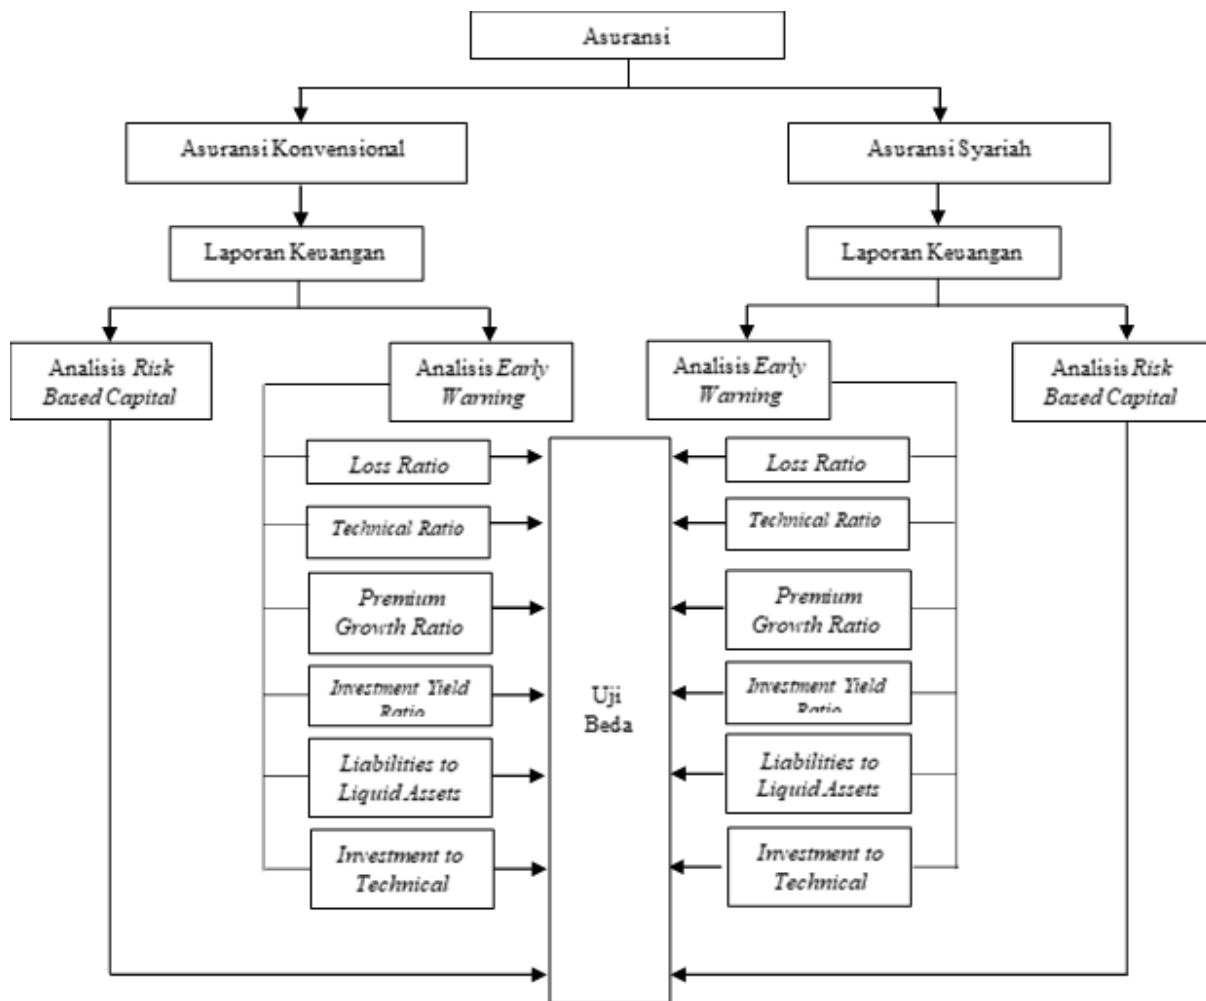 Asuransi
Asuransi Konvensional
Asuransi Syariah
Laporan Keuangan
Laporan Keuangan
Analisis Risk
Based Capital
Analisis Early
Warning
Analisis Early
Warning
Analisis Risk
Based Capital
Loss Ratio
Technical Ratio
Premium
Growth Ratio
Investment Yield
Ratio
Liabilities to
Liquid Assets
Investment to
Technical
Uji
Beda
Loss Ratio
Technical Ratio
Premium
Growth Ratio
Investment Yield
Ratio
Liabilities to
Liquid Assets
Investment to
Technical